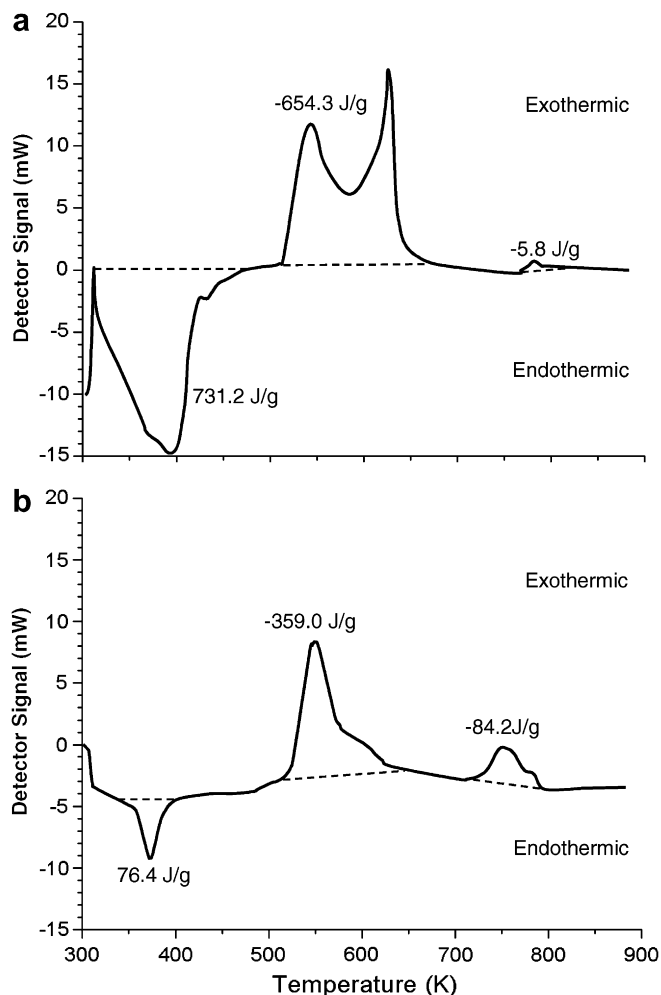 a
20
15
10
5
0
-5
-10
-15
Detector Signal (mW)
-654.3 J/g
Exothermic
-5.8 J/g
731.2 J/g
Endothermic
b
20
15
10
5
0
-5
-10
-15
Detector Signal (mW)
Exothermic
-359.0 J/g
-84.2J/g
76.4 J/g
Endothermic
300 400 500 600 700 800 900
Temperature (K)